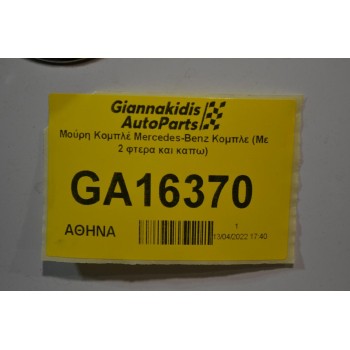 Giannakidis
AutoParts
Μούρη Κομπλέ Mercedes-Benz Κομπλε (Με
2 φτερα και καπω)
GA16370
ΑΘΗΝΑ
1
13/04/2022 17:40